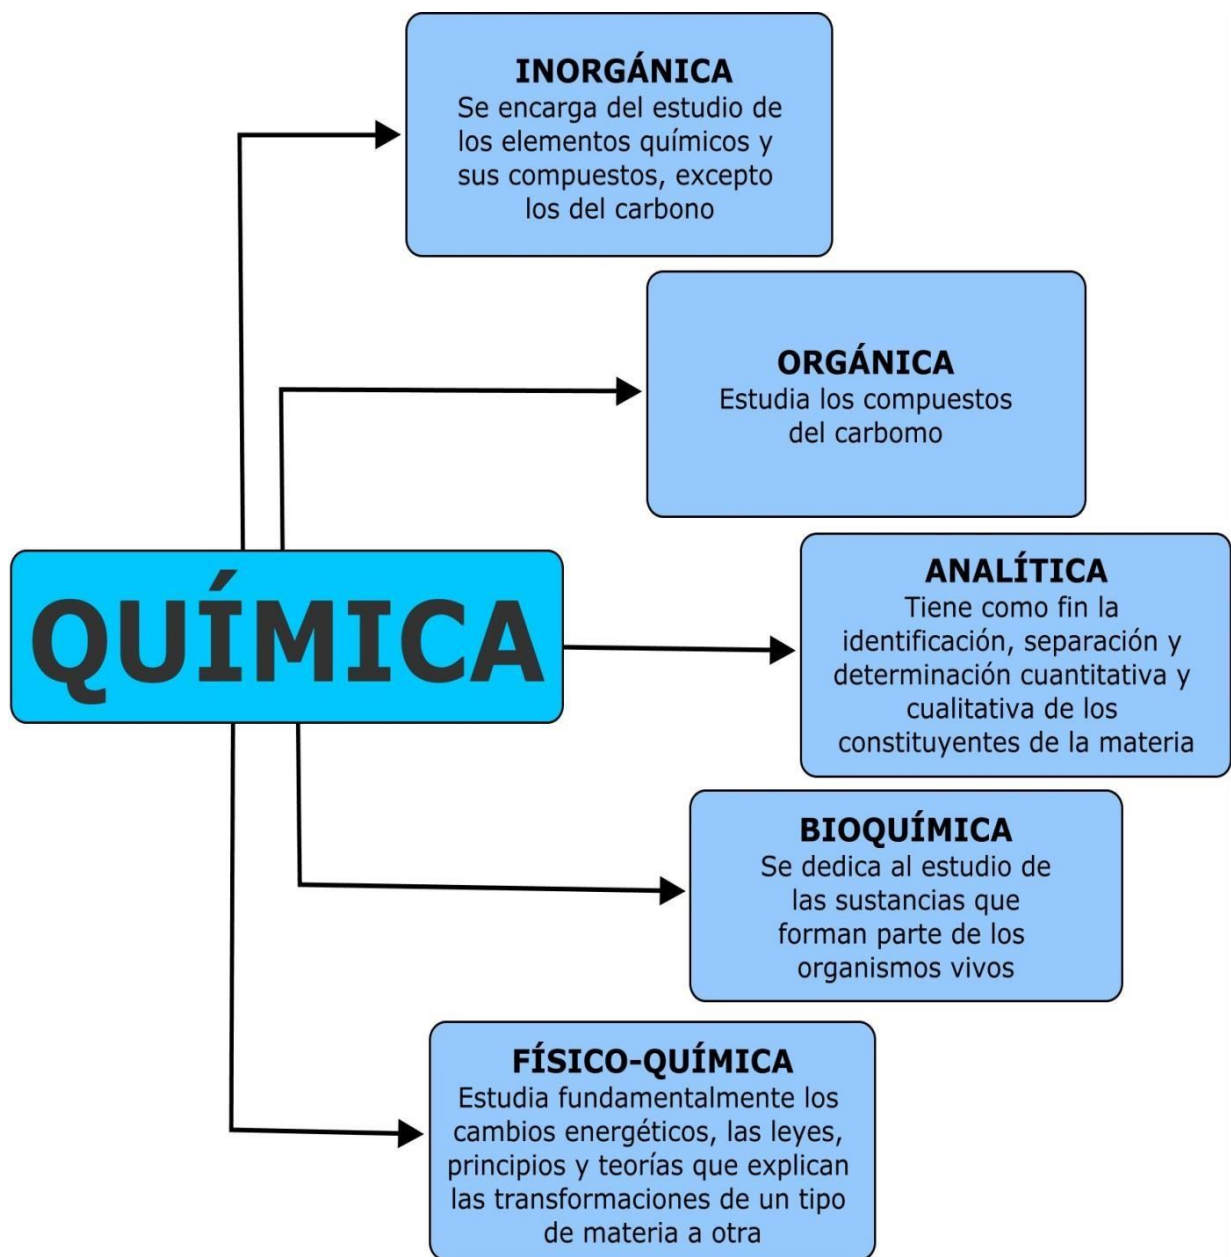 INORGÁNICA
Se encarga del estudio de
los elementos químicos y
sus compuestos, excepto
los del carbono
ORGÁNICA
Estudia los compuestos
del carbomo
QUÍMICA
ANALÍTICA
Tiene como fin la
identificación, separación y
determinación cuantitativa y
cualitativa de los
constituyentes de la materia
BIOQUÍMICA
Se dedica al estudio de
las sustancias que
forman parte de los
organismos vivos
FÍSICO-QUÍMICA
Estudia fundamentalmente los
cambios energéticos, las leyes,
principios y teorías que explican
las transformaciones de un tipo
de materia a otra